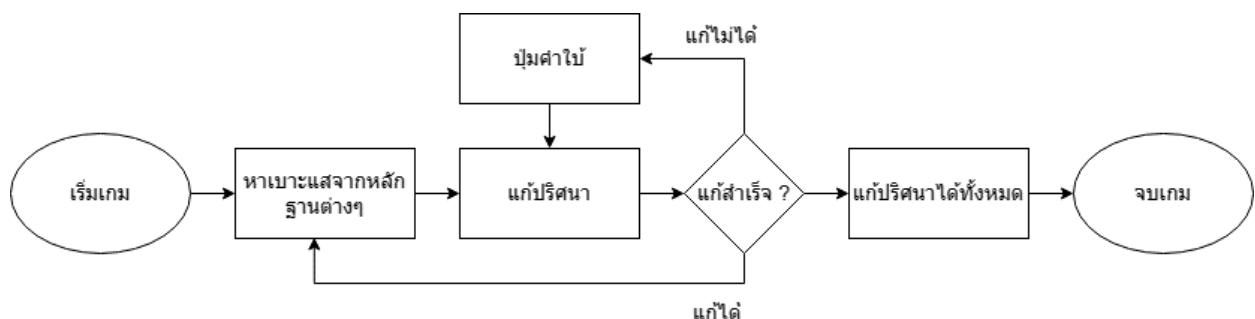 แก้ไม่ได้
ปุ่มคำใบ้
เริ่มเกม
หาเบาะแสจากหลัก
ฐานต่างๆ
แก้ปริศนา
แก้สำเร็จ ?
แก้ปริศนาได้ทั้งหมด
จบเกม
แก้ได้